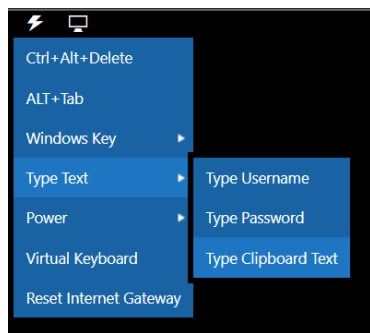 Ctrl+Alt+Delete
ALT+Tab
Windows Key
Type Text
Type Username
Power
Type Password
Virtual Keyboard
Type Clipboard Text
Reset Internet Gateway